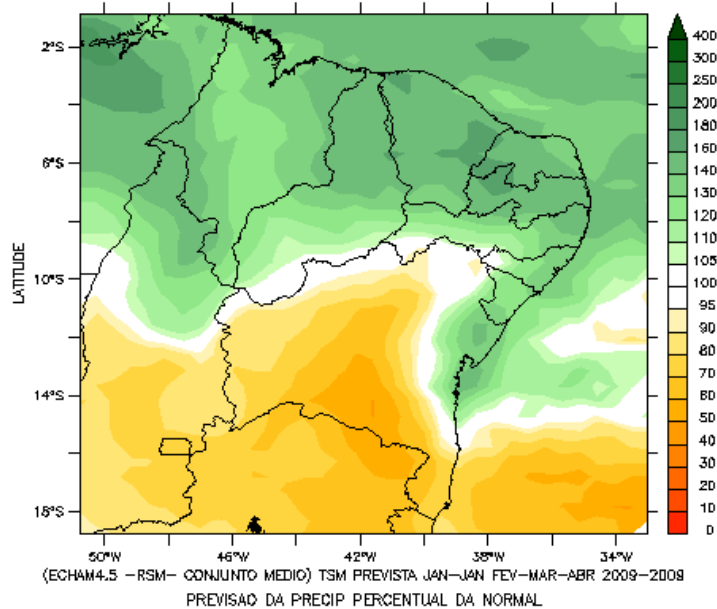 2°S
6°S
10°S
14°S
18°S
LATITUDE
50°W 46°W 42°W 38°W 34°W
400
300
250
200
180
160
140
130
120
110
105
100
95
90
80
70
60
50
40
30
20
10
0
(ECHAM4.5 -RSM- CONJUNTO MEDIO) TSM PREVISTA JAN-JAN FEV-MAR-ABR 2009-2009
PREVISAO DA PRECIP PERCENTUAL DA NORMAL